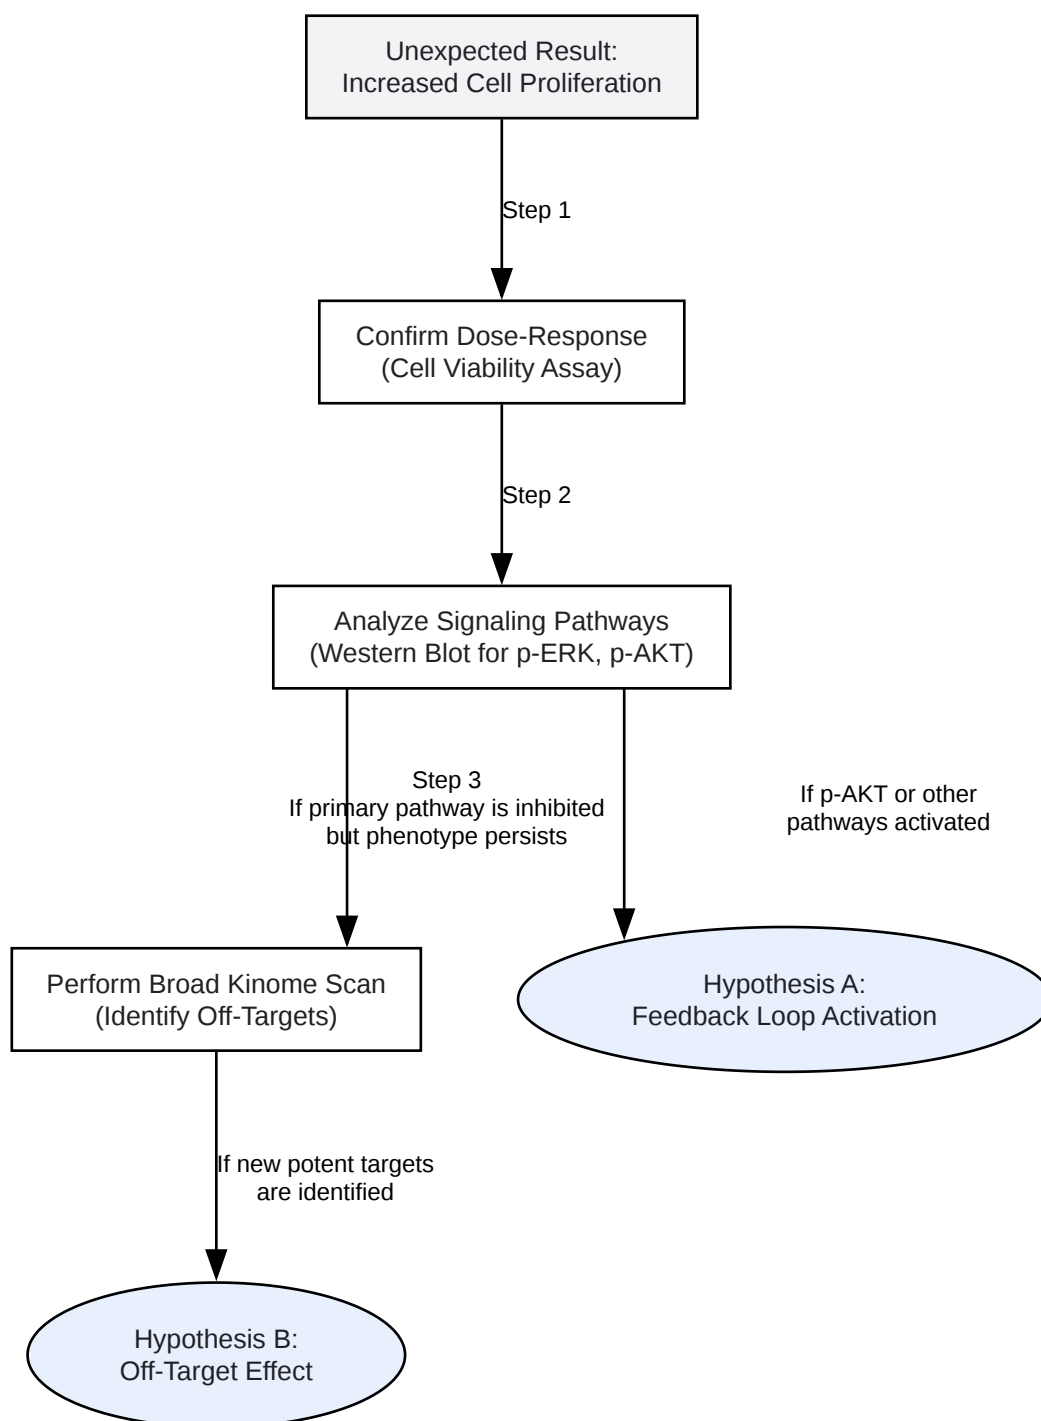 Unexpected Result:
Increased Cell Proliferation
Step 1
Confirm Dose-Response
(Cell Viability Assay)
Step 2
Analyze Signaling Pathways
(Western Blot for p-ERK, p-AKT)
Step 3
If primary pathway is inhibited
but phenotype persists
If p-AKT or other
pathways activated
Perform Broad Kinome Scan
(Identify Off-Targets)
Hypothesis A:
Feedback Loop Activation
If new potent targets
are identified
Hypothesis B:
Off-Target Effect